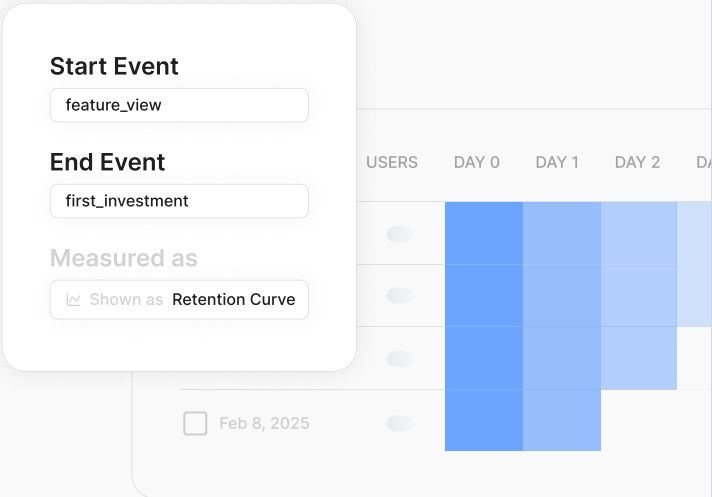 Start Event
feature_view
End Event
first_investment
Measured as
Shown as Retention Curve
USERS DAY 0 DAY 1 DAY 2
Feb 8, 2025